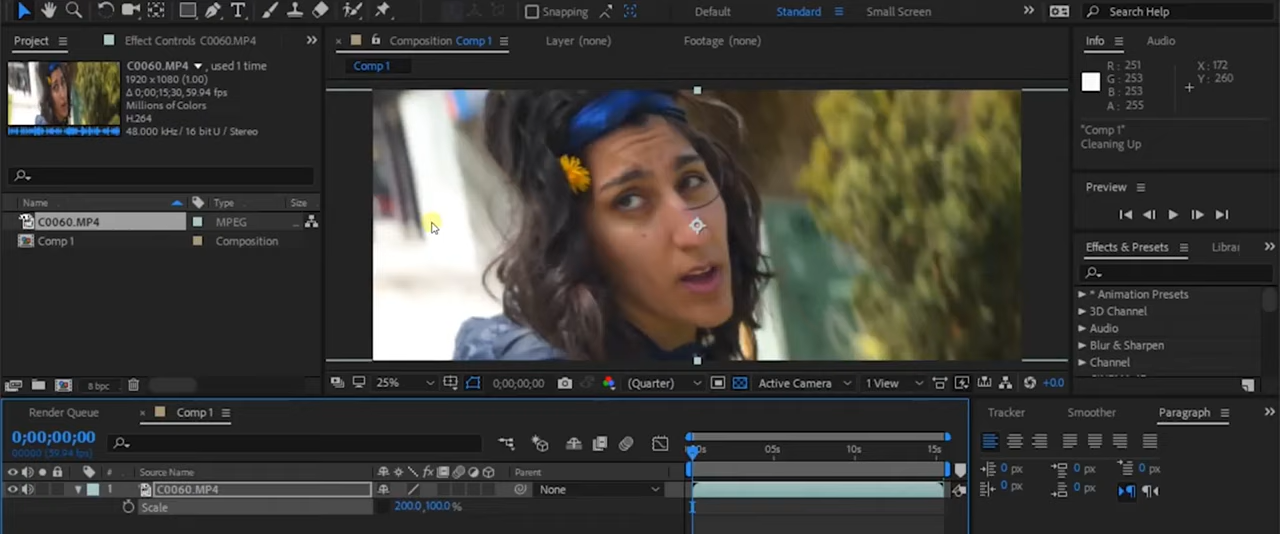 Snapping
Default
Standard
Small Screen
Search Help
Project
Effect Controls C0060.MP4
Composition Comp 1
Layer (none)
Footage (none)
Info
Audio
C0060.MP4 , used 1 time
1920 x 1080 (1.00)
Δ 0;00;15;30, 59.94 fps
Millions of Colors
H.264
48.000 kHz / 16 bit U / Stereo
Comp 1
R : 251
G : 253
B : 253
A : 255
X : 172
Y : 260
"Comp 1"
Cleaning Up
Preview
Name
Type
Size
C0060.MP4
MPEG
...
Comp 1
Composition
Effects & Presets
Librai
* Animation Presets
3D Channel
Audio
Blur & Sharpen
Channel
8 bpc
25%
0;00;00;00
(Quarter)
Active Camera
1 View
+0.0
Render Queue
Comp 1
Tracker
Smoother
Paragraph
0;00;00;00
00000 (59.94 fps)
05s
10s
15s
#
Source Name
fx
Parent
1
C0060.MP4
None
Scale
200.0,100.0%
0 px
0 px
0 px
0 px
0 px